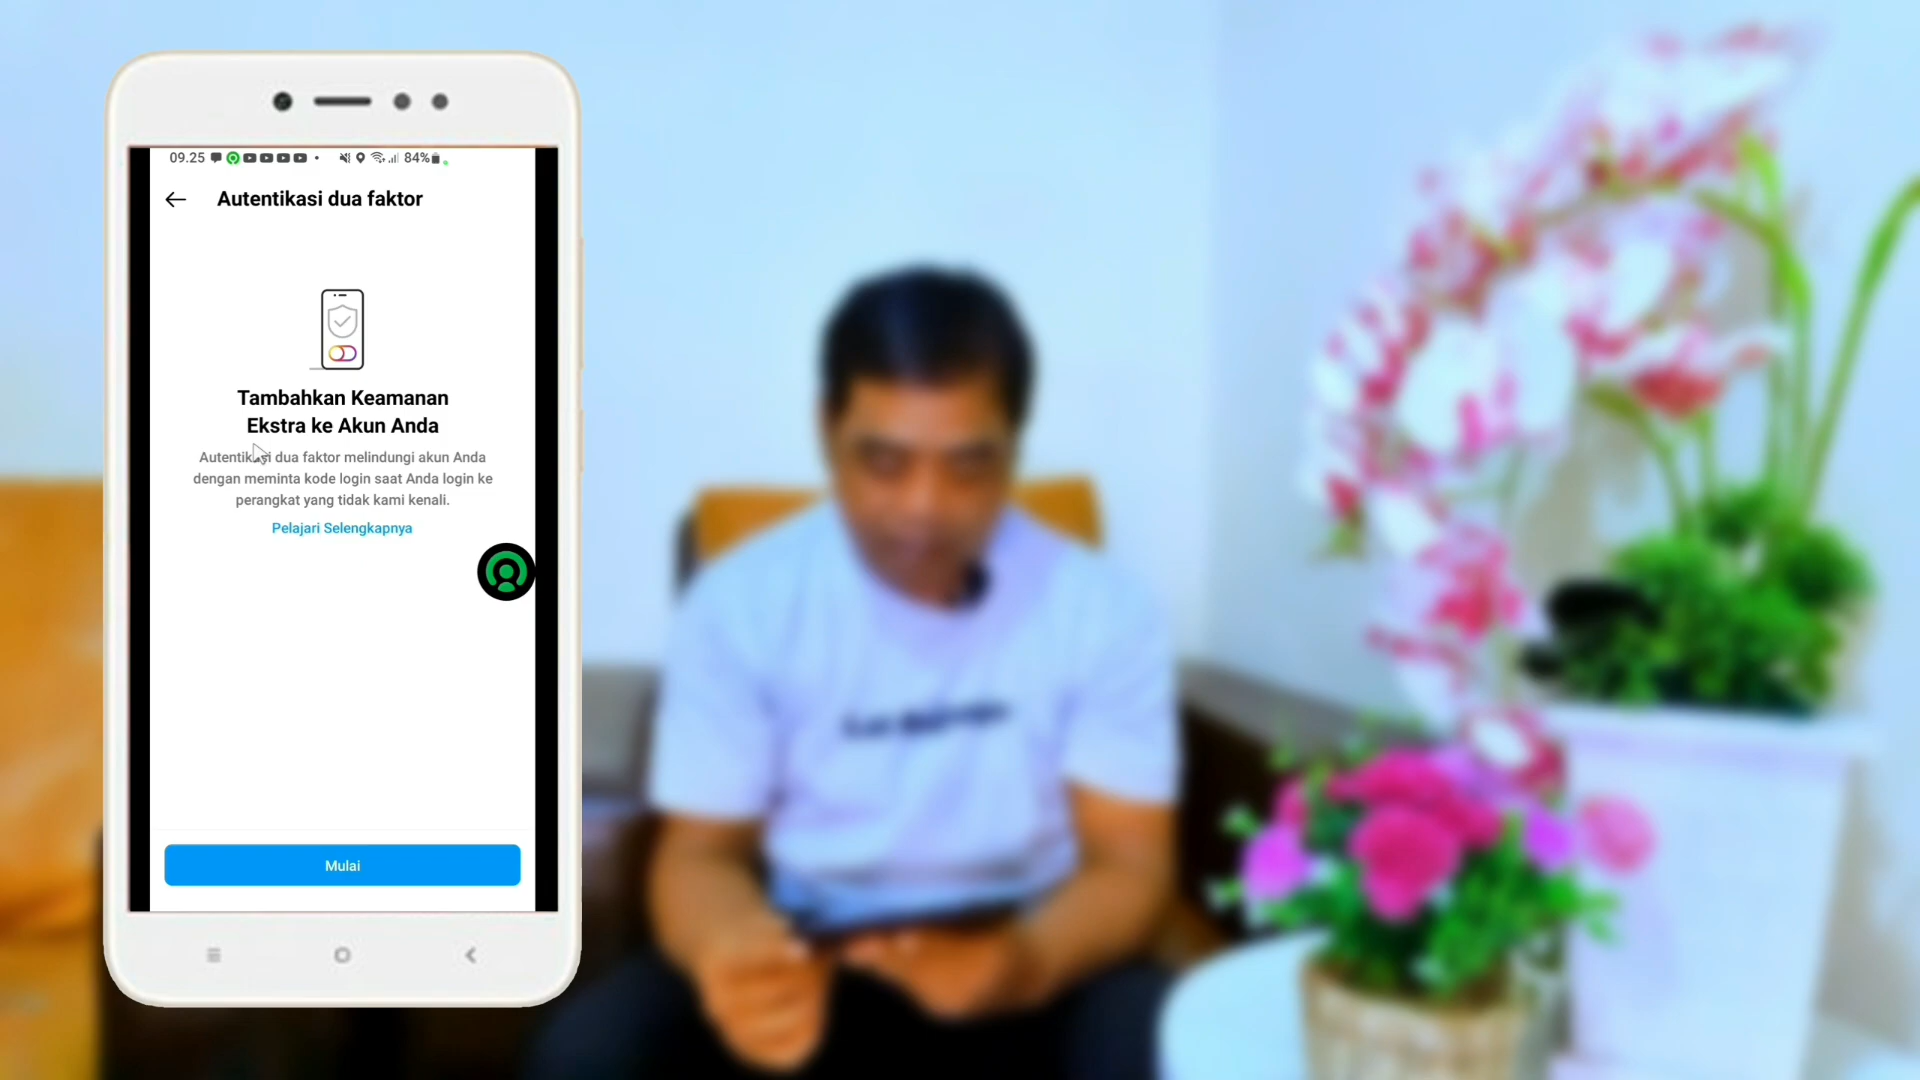 09.25 84%
Autentikasi dua faktor
Tambahkan Keamanan
Ekstra ke Akun Anda
Autentikasi dua faktor melindungi akun Anda
dengan meminta kode login saat Anda login ke
perangkat yang tidak kami kenali.
Pelajari Selengkapnya
Mulai